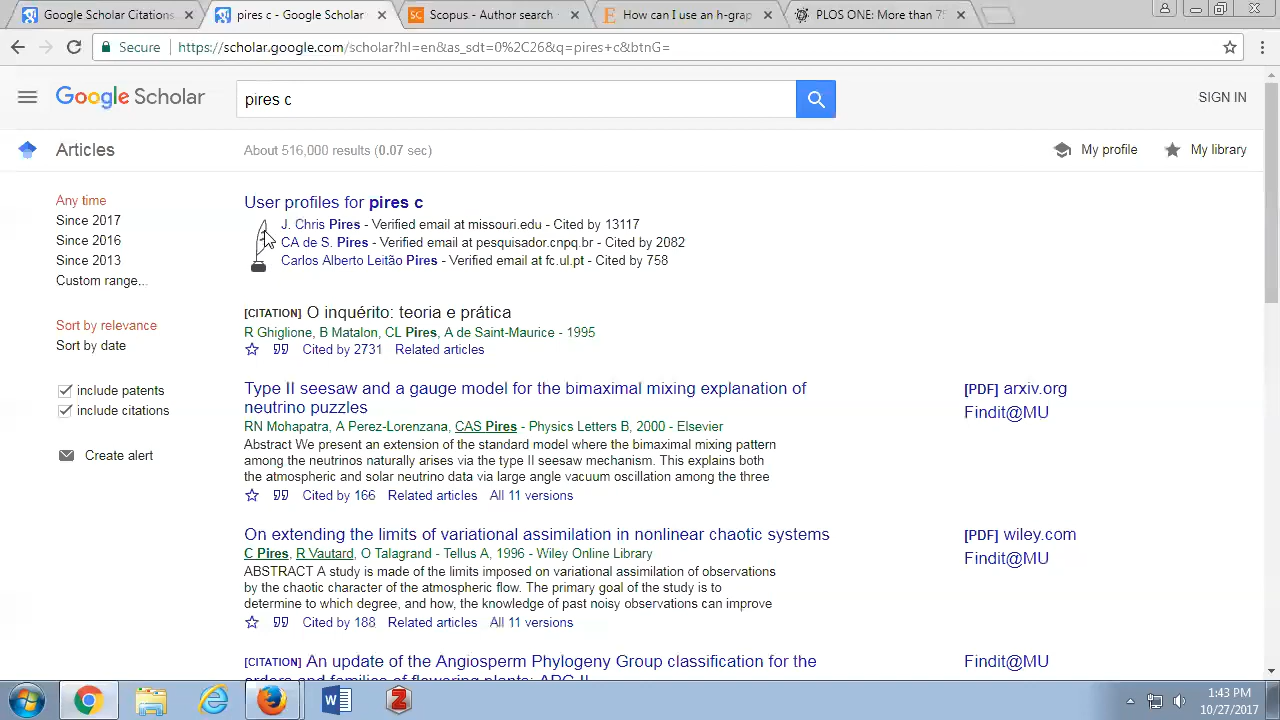 Google Scholar Citations
pires c - Google Scholar
Scopus - Author search
How can I use an h-grap
PLOS ONE: More than 75
Secure
https://scholar.google.com/scholar?hl=en&as_sdt=0%2C26&q=pires+c&btnG=
Google Scholar
pires c
SIGN IN
Articles
About 516,000 results (0.07 sec)
My profile
My library
Any time
Since 2017
Since 2016
Since 2013
Custom range...
Sort by relevance
Sort by date
include patents
include citations
Create alert
User profiles for pires c
J. Chris Pires - Verified email at missouri.edu - Cited by 13117
CA de S. Pires - Verified email at pesquisador.cnpq.br - Cited by 2082
Carlos Alberto Leitão Pires - Verified email at fc.ul.pt - Cited by 758
[CITATION] O inquérito: teoria e prática
R Ghiglione, B Matalon, CL Pires, A de Saint-Maurice - 1995
Cited by 2731 Related articles
Type II seesaw and a gauge model for the bimaximal mixing explanation of
neutrino puzzles
RN Mohapatra, A Perez-Lorenzana, CAS Pires - Physics Letters B, 2000 - Elsevier
Abstract We present an extension of the standard model where the bimaximal mixing pattern
among the neutrinos naturally arises via the type II seesaw mechanism. This explains both
the atmospheric and solar neutrino data via large angle vacuum oscillation among the three
Cited by 166 Related articles All 11 versions
[PDF] arxiv.org
Findit@MU
On extending the limits of variational assimilation in nonlinear chaotic systems
C Pires, R Vautard, O Talagrand - Tellus A, 1996 - Wiley Online Library
ABSTRACT A study is made of the limits imposed on variational assimilation of observations
by the chaotic character of the atmospheric flow. The primary goal of the study is to
determine to which degree, and how, the knowledge of past noisy observations can improve
Cited by 188 Related articles All 11 versions
[PDF] wiley.com
Findit@MU
[CITATION] An update of the Angiosperm Phylogeny Group classification for the
orders and families of flowering plants: APG II
Findit@MU
1:43 PM
10/27/2017